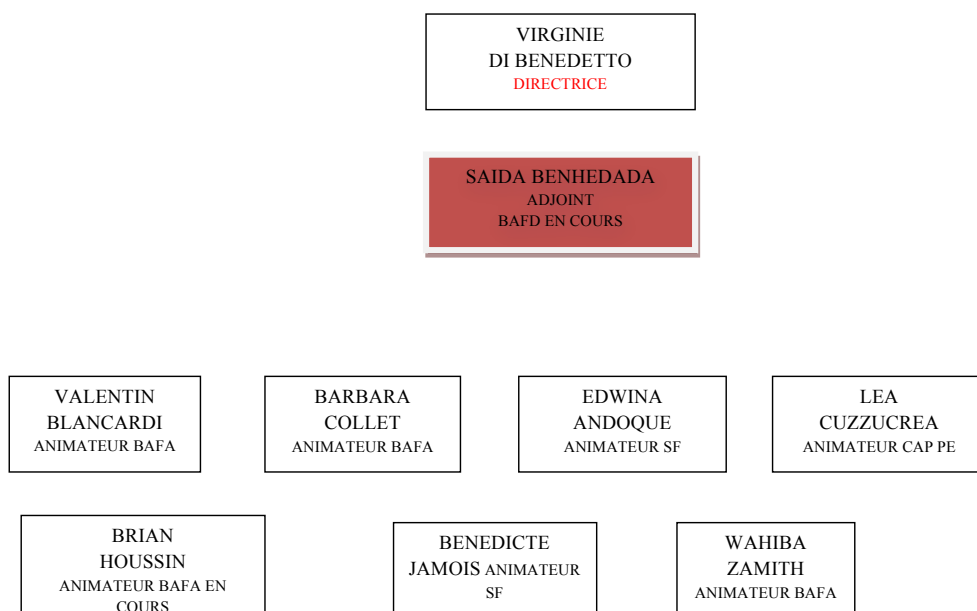 VIRGINIE
DI BENEDETTO
DIRECTRICE
SAIDA BENHEDADA
ADJOINT
BAFD EN COURS
VALENTIN
BLANCARDI
ANIMATEUR BAFA
BARBARA
COLLET
ANIMATEUR BAFA
EDWINA
ANDOQUE
ANIMATEUR SF
LEA
CUZZUCREA
ANIMATEUR CAP PE
BRIAN
HOUSSIN
ANIMATEUR BAFA EN
COURS
BENEDICTE
JAMOIS ANIMATEUR
SF
WAHIBA
ZAMITH
ANIMATEUR BAFA